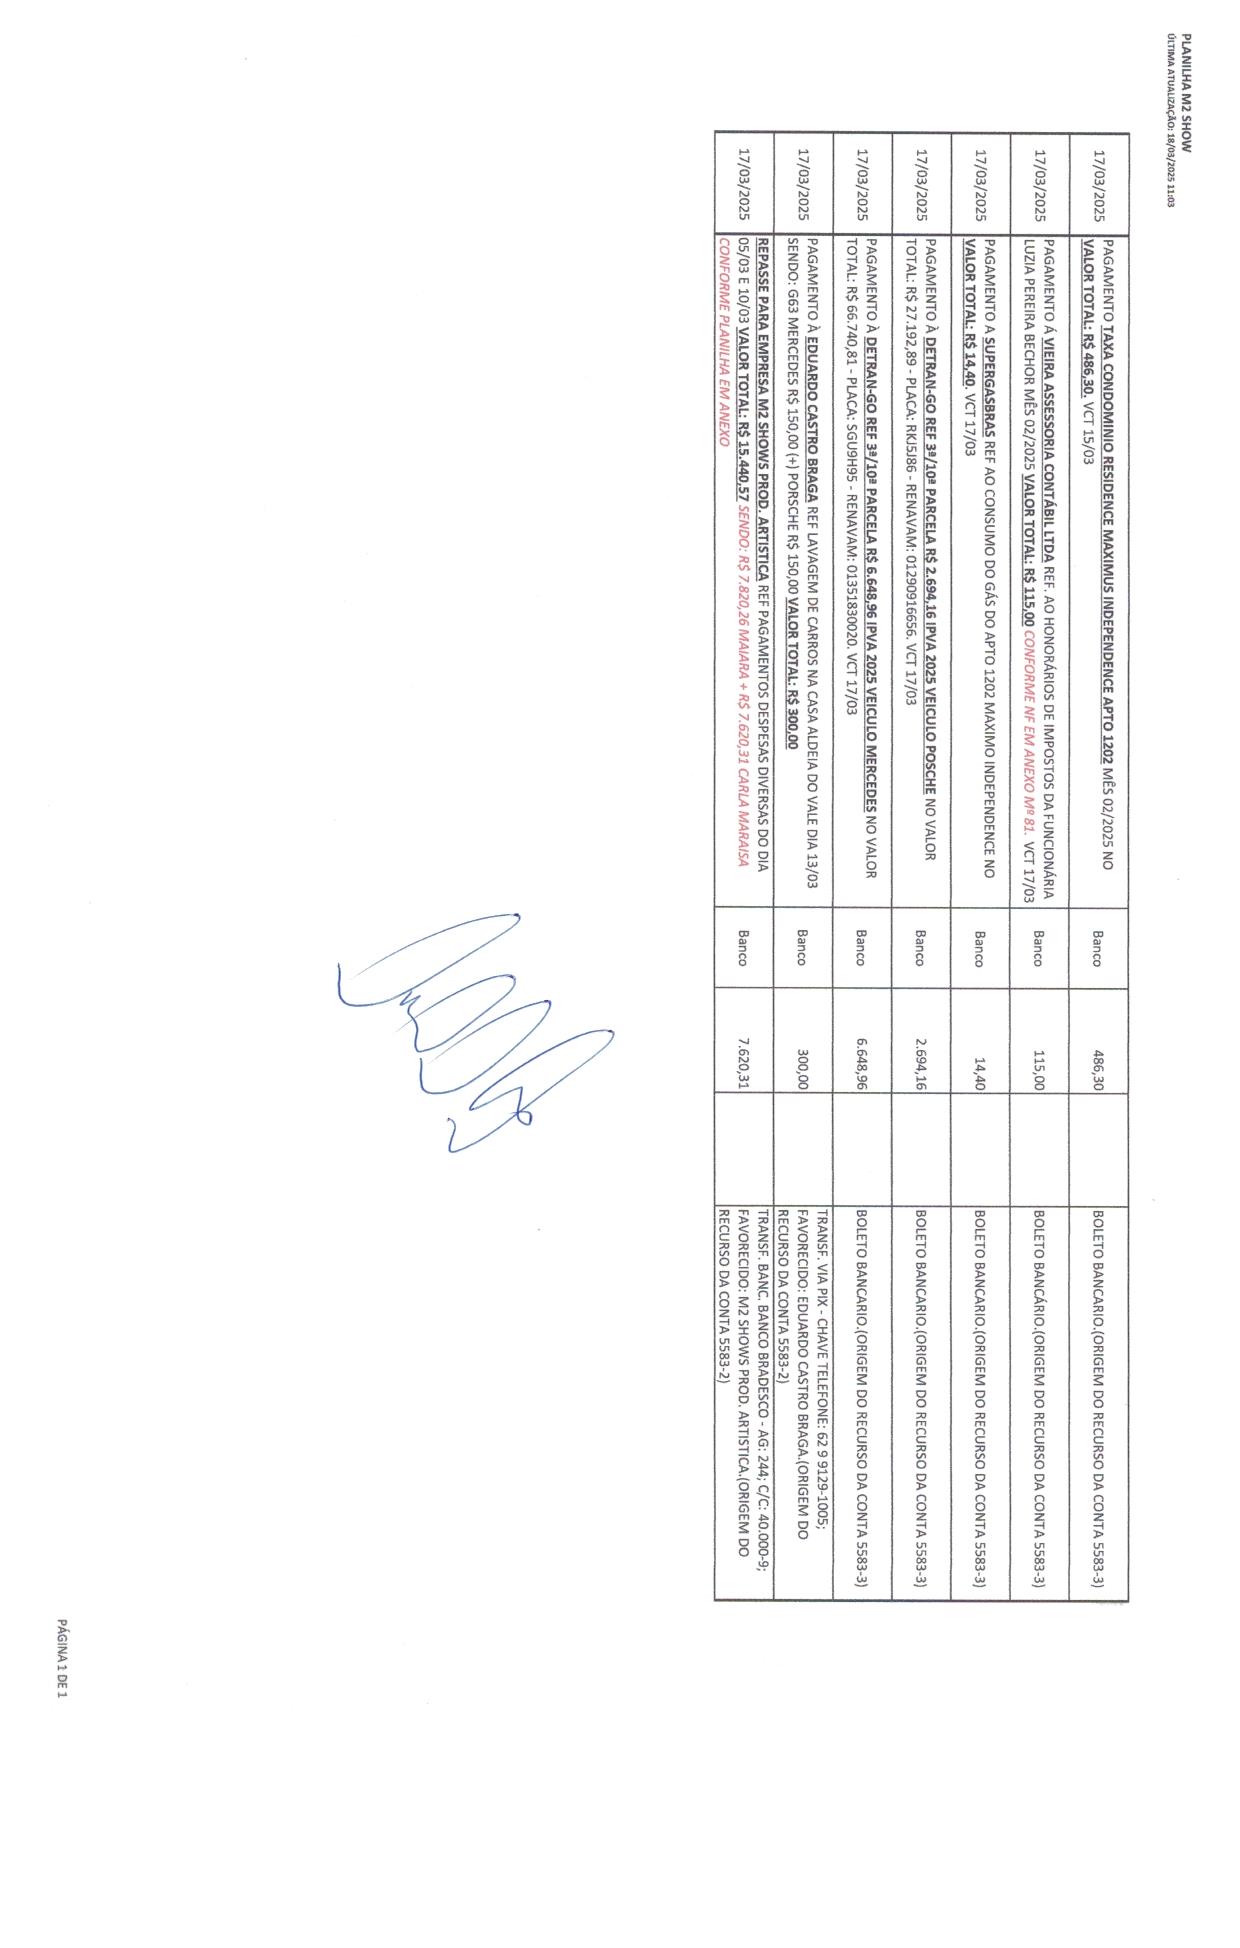 PLANILHA M2 SHOW
ÚLTIMA ATUALIZAÇÃO: 18/03/2025 11:03
17/03/2025
PAGAMENTO TAXA CONDOMINIO RESIDENCE MAXIMUS INDEPENDENCE APTO 1202 MÊS 02/2025 NO
VALOR TOTAL: R$ 486,30. VCT 15/03
Banco
486,30
BOLETO BANCARIO.(ORIGEM DO RECURSO DA CONTA 5583-3)
17/03/2025
PAGAMENTO Á VIEIRA ASSESSORIA CONTÁBIL LTDA REF. AO HONORÁRIOS DE IMPOSTOS DA FUNCIONÁRIA
LUZIA PEREIRA BECHOR MÊS 02/2025 VALOR TOTAL: R$ 115,00 CONFORME NF EM ANEXO Mº 81. VCT 17/03
Banco
115,00
BOLETO BANCÁRIO.(ORIGEM DO RECURSO DA CONTA 5583-3)
17/03/2025
PAGAMENTO A SUPERGASBRAS REF AO CONSUMO DO GÁS DO APTO 1202 MAXIMO INDEPENDENCE NO
VALOR TOTAL: R$ 14,40. VCT 17/03
Banco
14,40
BOLETO BANCARIO.(ORIGEM DO RECURSO DA CONTA 5583-3)
17/03/2025
PAGAMENTO À DETRAN-GO REF 3ª/10ª PARCELA R$ 2.694,16 IPVA 2025 VEICULO POSCHE NO VALOR
TOTAL: R$ 27.192,89 - PLACA: RKJ5J86 - RENAVAM: 01290916656. VCT 17/03
Banco
2.694,16
BOLETO BANCARIO.(ORIGEM DO RECURSO DA CONTA 5583-3)
17/03/2025
PAGAMENTO À DETRAN-GO REF 3ª/10ª PARCELA R$ 6.648,96 IPVA 2025 VEICULO MERCEDES NO VALOR
TOTAL: R$ 66.740,81 - PLACA: SGU9H95 - RENAVAM: 01351830020. VCT 17/03
Banco
6.648,96
BOLETO BANCARIO.(ORIGEM DO RECURSO DA CONTA 5583-3)
17/03/2025
PAGAMENTO À EDUARDO CASTRO BRAGA REF LAVAGEM DE CARROS NA CASA ALDEIA DO VALE DIA 13/03
SENDO: G63 MERCEDES R$ 150,00 (+) PORSCHE R$ 150,00 VALOR TOTAL: R$ 300,00
Banco
300,00
TRANSF. VIA PIX - CHAVE TELEFONE: 62 9 9129-1005;
FAVORECIDO: EDUARDO CASTRO BRAGA.(ORIGEM DO
RECURSO DA CONTA 5583-2)
17/03/2025
REPASSE PARA EMPRESA M2 SHOWS PROD. ARTISTICA REF PAGAMENTOS DESPESAS DIVERSAS DO DIA
05/03 E 10/03 VALOR TOTAL: R$ 15.440,57 SENDO: R$ 7.820,26 MAIARA + R$ 7.620,31 CARLA MARAISA
CONFORME PLANILHA EM ANEXO
Banco
7.620,31
TRANSF. BANC. BANCO BRADESCO - AG: 244; C/C: 40.000-9;
FAVORECIDO: M2 SHOWS PROD. ARTISTICA.(ORIGEM DO
RECURSO DA CONTA 5583-2)
PÁGINA 1 DE 1